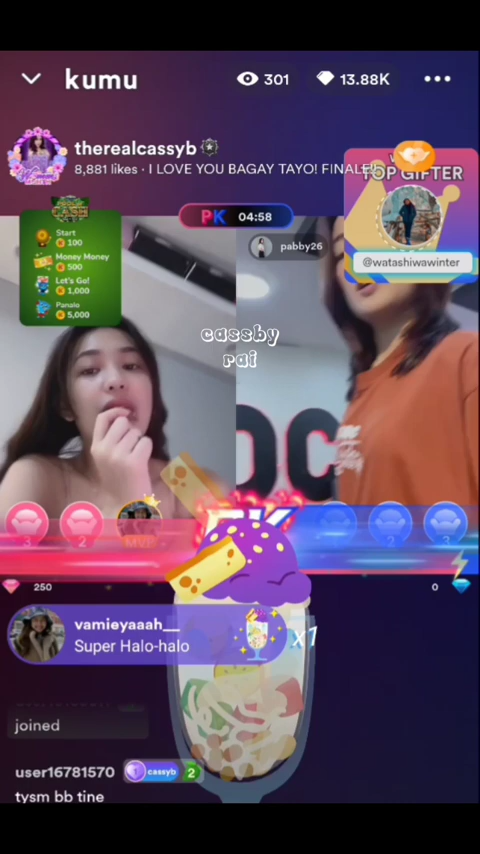 kumu
301
13.88K
therealcassyb
8,881 likes · I LOVE YOU BAGAY TAYO! FINALE!!
TOP GIFTER
@watashiwawinter
PK 04:58
Start
100
Money Money
500
Let's Go!
1,000
Panalo
5,000
pabby26
cassby
rai
OC
3
2
MVP
2
3
250
0
vamieyaaah__
Super Halo-halo
x1
joined
user16781570
cassyb 2
tysm bb tine